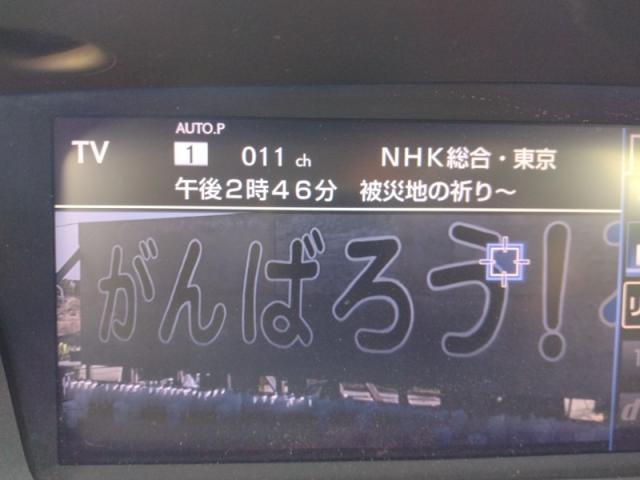 AUTO.P
TV 1 011 ch NHK総合・東京
午後2時46分 被災地の祈り～
がんばろう!
リ